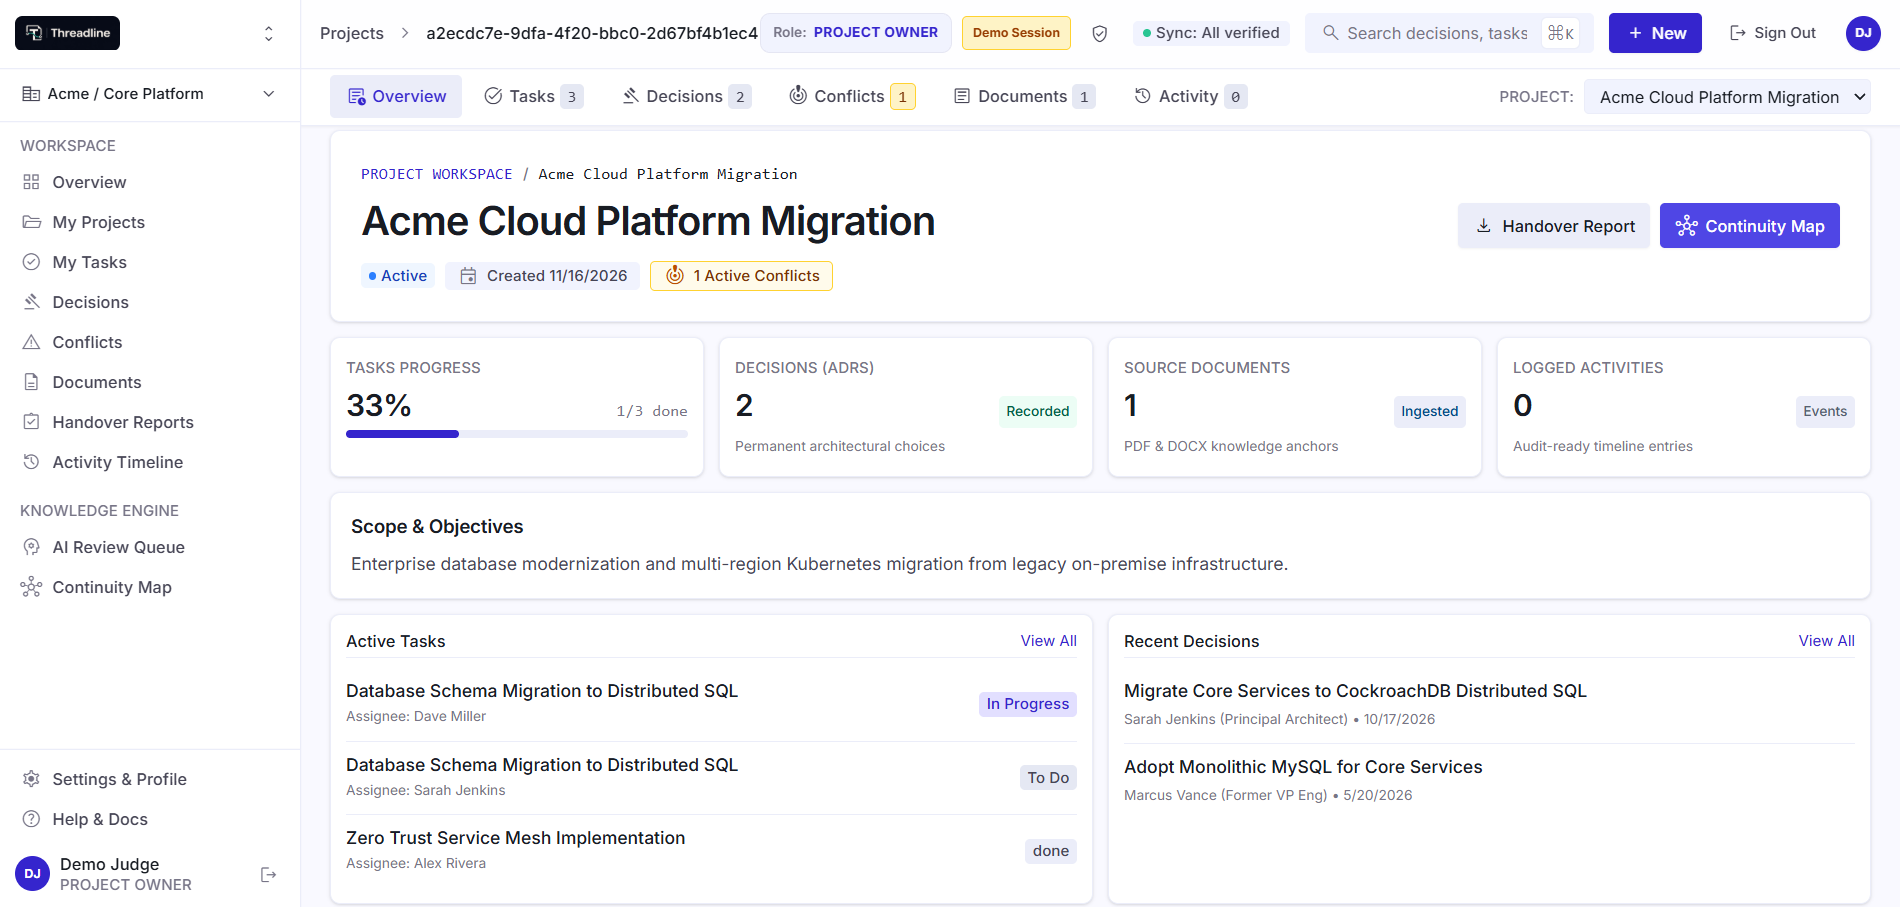 Threadline
Projects > a2ecdc7e-9dfa-4f20-bbc0-2d67bf4b1ec4 Role: PROJECT OWNER Demo Session Sync: All verified Search decisions, tasks ⌘K + New Sign Out DJ
Acme / Core Platform
Overview Tasks 3 Decisions 2 Conflicts 1 Documents 1 Activity 0 PROJECT: Acme Cloud Platform Migration
WORKSPACE
Overview
My Projects
My Tasks
Decisions
Conflicts
Documents
Handover Reports
Activity Timeline
KNOWLEDGE ENGINE
AI Review Queue
Continuity Map
Settings & Profile
Help & Docs
DJ Demo Judge
PROJECT OWNER
PROJECT WORKSPACE / Acme Cloud Platform Migration
Acme Cloud Platform Migration
Handover Report Continuity Map
Active Created 11/16/2026 1 Active Conflicts
TASKS PROGRESS
33% 1/3 done
DECISIONS (ADRS)
2 Recorded
Permanent architectural choices
SOURCE DOCUMENTS
1 Ingested
PDF & DOCX knowledge anchors
LOGGED ACTIVITIES
0 Events
Audit-ready timeline entries
Scope & Objectives
Enterprise database modernization and multi-region Kubernetes migration from legacy on-premise infrastructure.
Active Tasks View All
Database Schema Migration to Distributed SQL
Assignee: Dave Miller
In Progress
Database Schema Migration to Distributed SQL
Assignee: Sarah Jenkins
To Do
Zero Trust Service Mesh Implementation
Assignee: Alex Rivera
done
Recent Decisions View All
Migrate Core Services to CockroachDB Distributed SQL
Sarah Jenkins (Principal Architect) • 10/17/2026
Adopt Monolithic MySQL for Core Services
Marcus Vance (Former VP Eng) • 5/20/2026